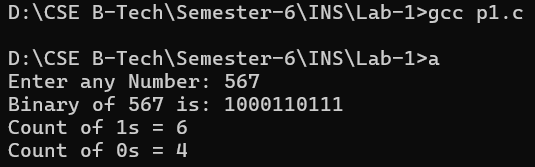 D:\CSE B-Tech\Semester-6\INS\Lab-1>gcc p1.c
D:\CSE B-Tech\Semester-6\INS\Lab-1>a
Enter any Number: 567
Binary of 567 is: 1000110111
Count of 1s = 6
Count of 0s = 4